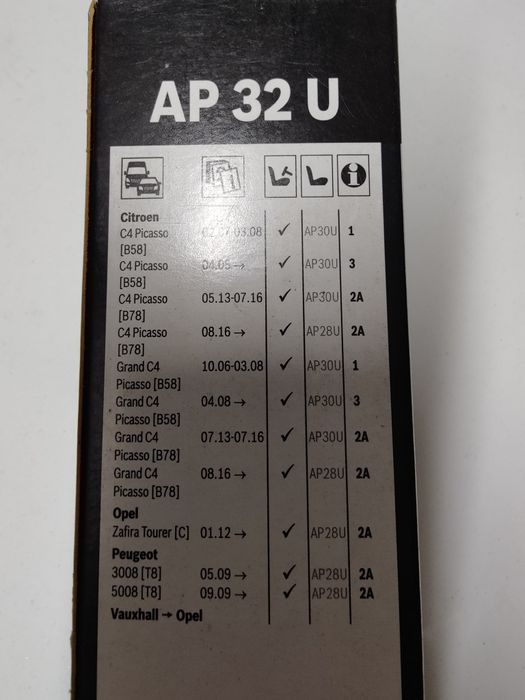 AP 32 U
Citroen
C4 Picasso 02.07-03.08 ✓ AP30U 1
[B58]
C4 Picasso 04.08 → ✓ AP30U 3
[B58]
C4 Picasso 05.13-07.16 ✓ AP30U 2A
[B78]
C4 Picasso 08.16 → ✓ AP28U 2A
[B78]
Grand C4 10.06-03.08 ✓ AP30U 1
Picasso [B58]
Grand C4 04.08 → ✓ AP30U 3
Picasso [B58]
Grand C4 07.13-07.16 ✓ AP30U 2A
Picasso [B78]
Grand C4 08.16 → ✓ AP28U 2A
Picasso [B78]
Opel
Zafira Tourer [C] 01.12 → ✓ AP28U 2A
Peugeot
3008 [T8] 05.09 → ✓ AP28U 2A
5008 [T8] 09.09 → ✓ AP28U 2A
Vauxhall → Opel